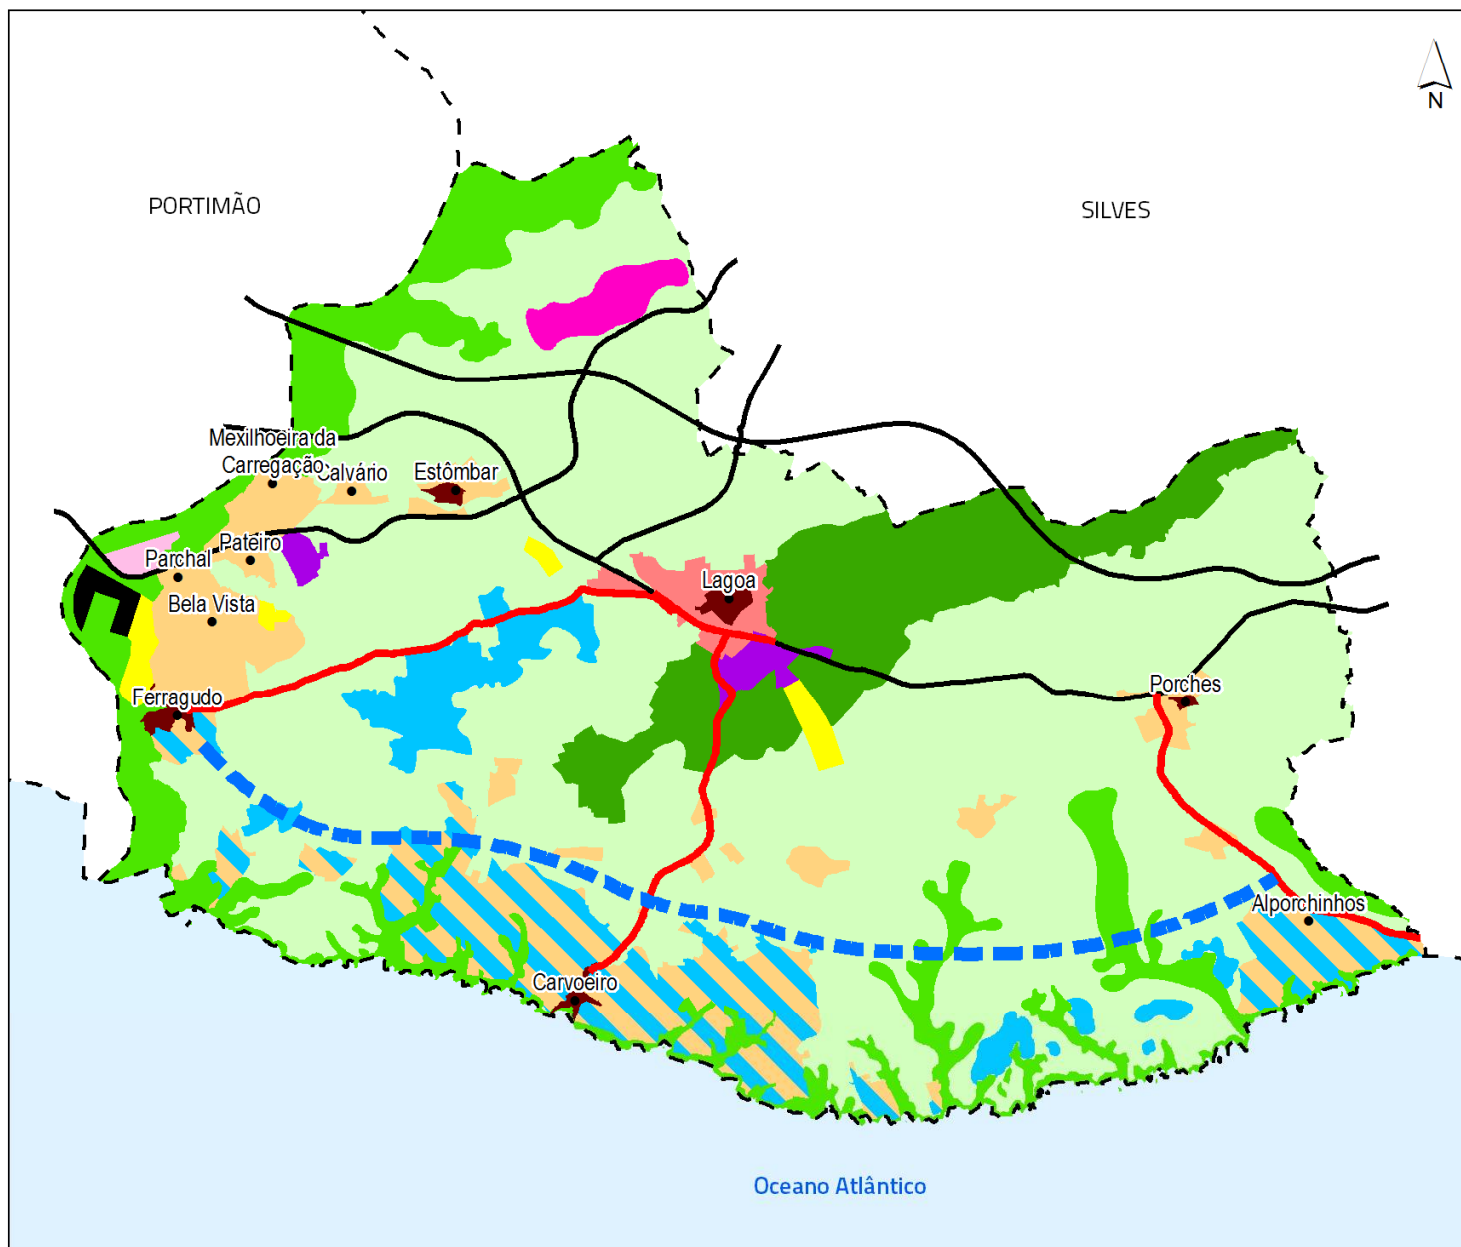 N
PORTIMÃO
SILVES
Mexilhoeira da
Carregação
Calvário
Estômbar
Pateiro
Parchal
Lagoa
Bela Vista
Porches
Ferragudo
Alporchinhos
Carvoeiro
Oceano Atlântico